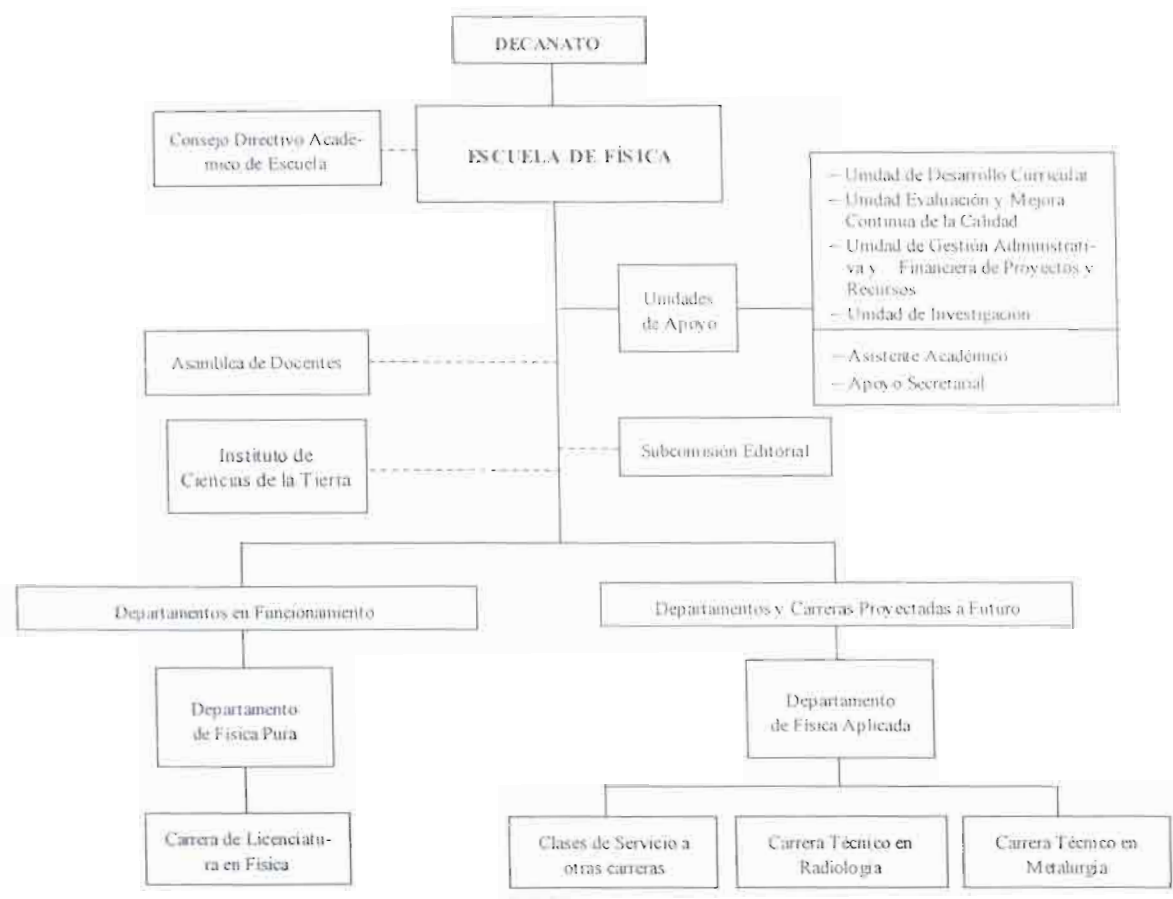 DECANATO
Consejo Directivo Acade-
mico de Escuela
ESCUELA DE FÍSICA
– Unidad de Desarrollo Curricular
– Unidad Evaluación y Mejora
Continua de la Calidad
– Unidad de Gestión Administrati-
va y Financiera de Proyectos y
Recursos
– Unidad de Investigación
– Asistente Académico
– Apoyo Secretarial
Unidades
de Apoyo
Asamblea de Docentes
Instituto de
Ciencias de la Tierra
Subcomisión Editorial
Departamentos en Funcionamiento
Departamentos y Carreras Proyectadas a Futuro
Departamento
de Física Pura
Departamento
de Física Aplicada
Carrera de Licenciatu-
ra en Física
Clases de Servicio a
otras carreras
Carrera Técnico en
Radiología
Carrera Técnico en
Metalurgia